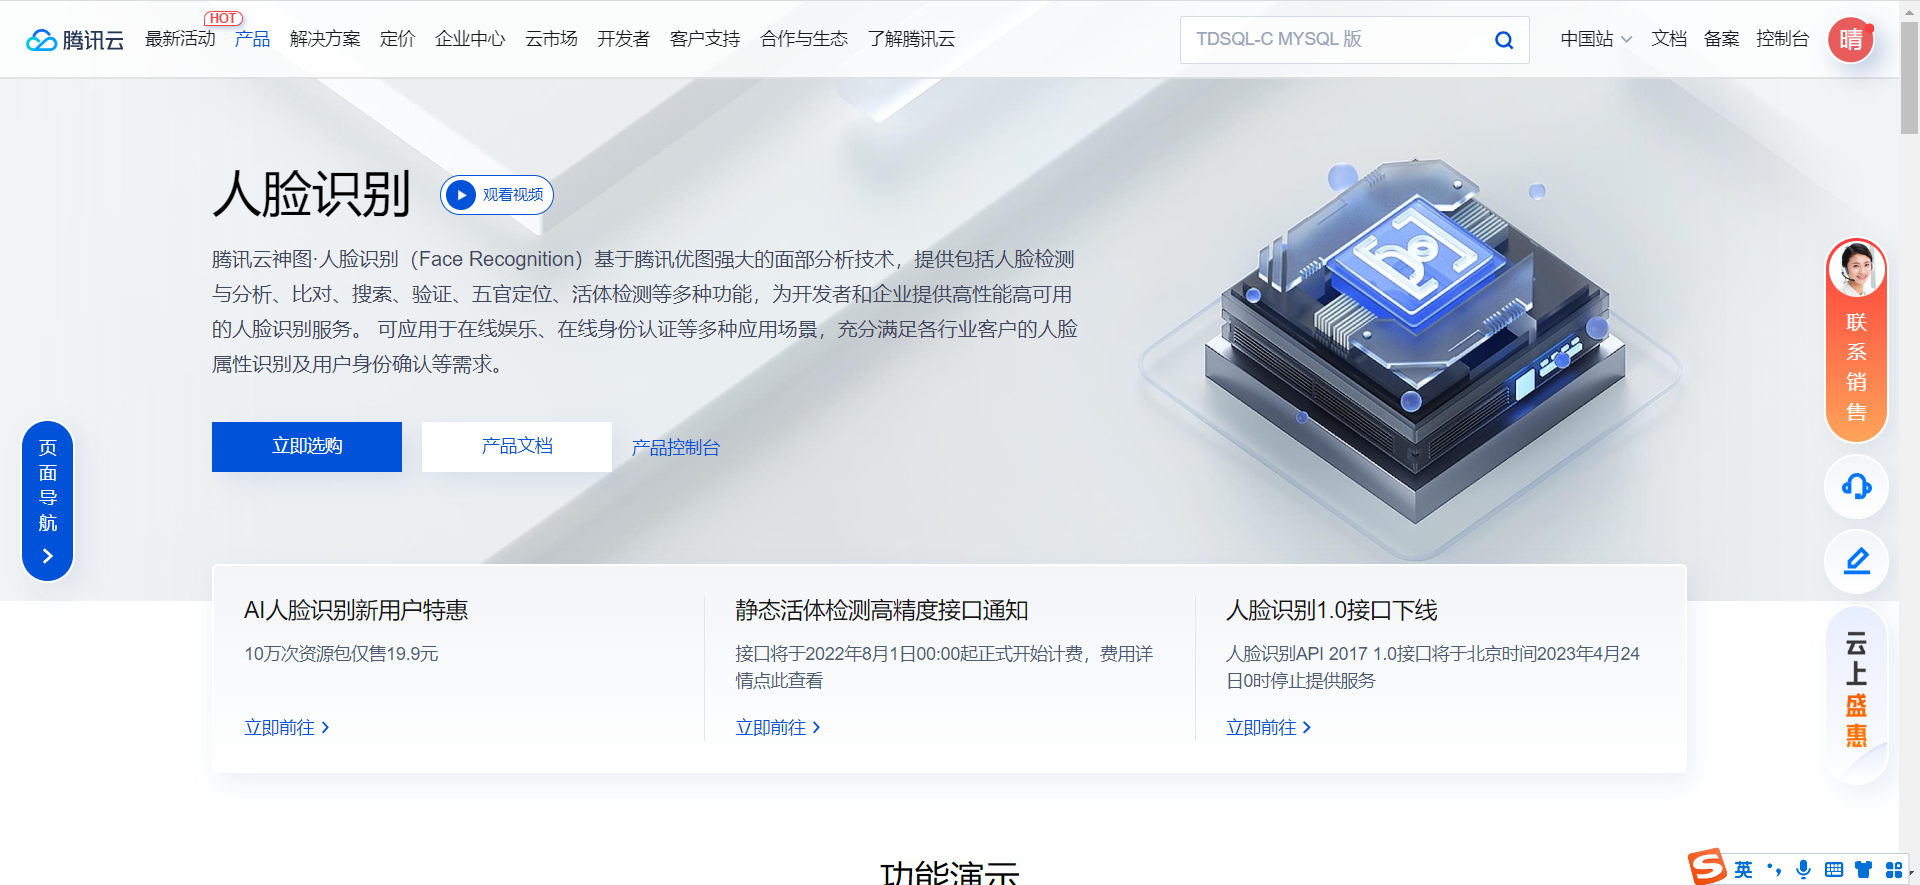 HOT
腾讯云 最新活动 产品 解决方案 定价 企业中心 云市场 开发者 客户支持 合作与生态 了解腾讯云 TDSQL-C MYSQL 版 中国站 文档 备案 控制台 晴
人脸识别 观看视频
腾讯云神图·人脸识别（Face Recognition）基于腾讯优图强大的面部分析技术，提供包括人脸检测
与分析、比对、搜索、验证、五官定位、活体检测等多种功能，为开发者和企业提供高性能高可用
的人脸识别服务。 可应用于在线娱乐、在线身份认证等多种应用场景，充分满足各行业客户的人脸
属性识别及用户身份确认等需求。
立即选购 产品文档 产品控制台
页面导航
联系销售
云上盛惠
AI人脸识别新用户特惠
10万次资源包仅售19.9元
立即前往
静态活体检测高精度接口通知
接口将于2022年8月1日00:00起正式开始计费，费用详
情点此查看
立即前往
人脸识别1.0接口下线
人脸识别API 2017 1.0接口将于北京时间2023年4月24
日0时停止提供服务
立即前往
功能演示
S 英